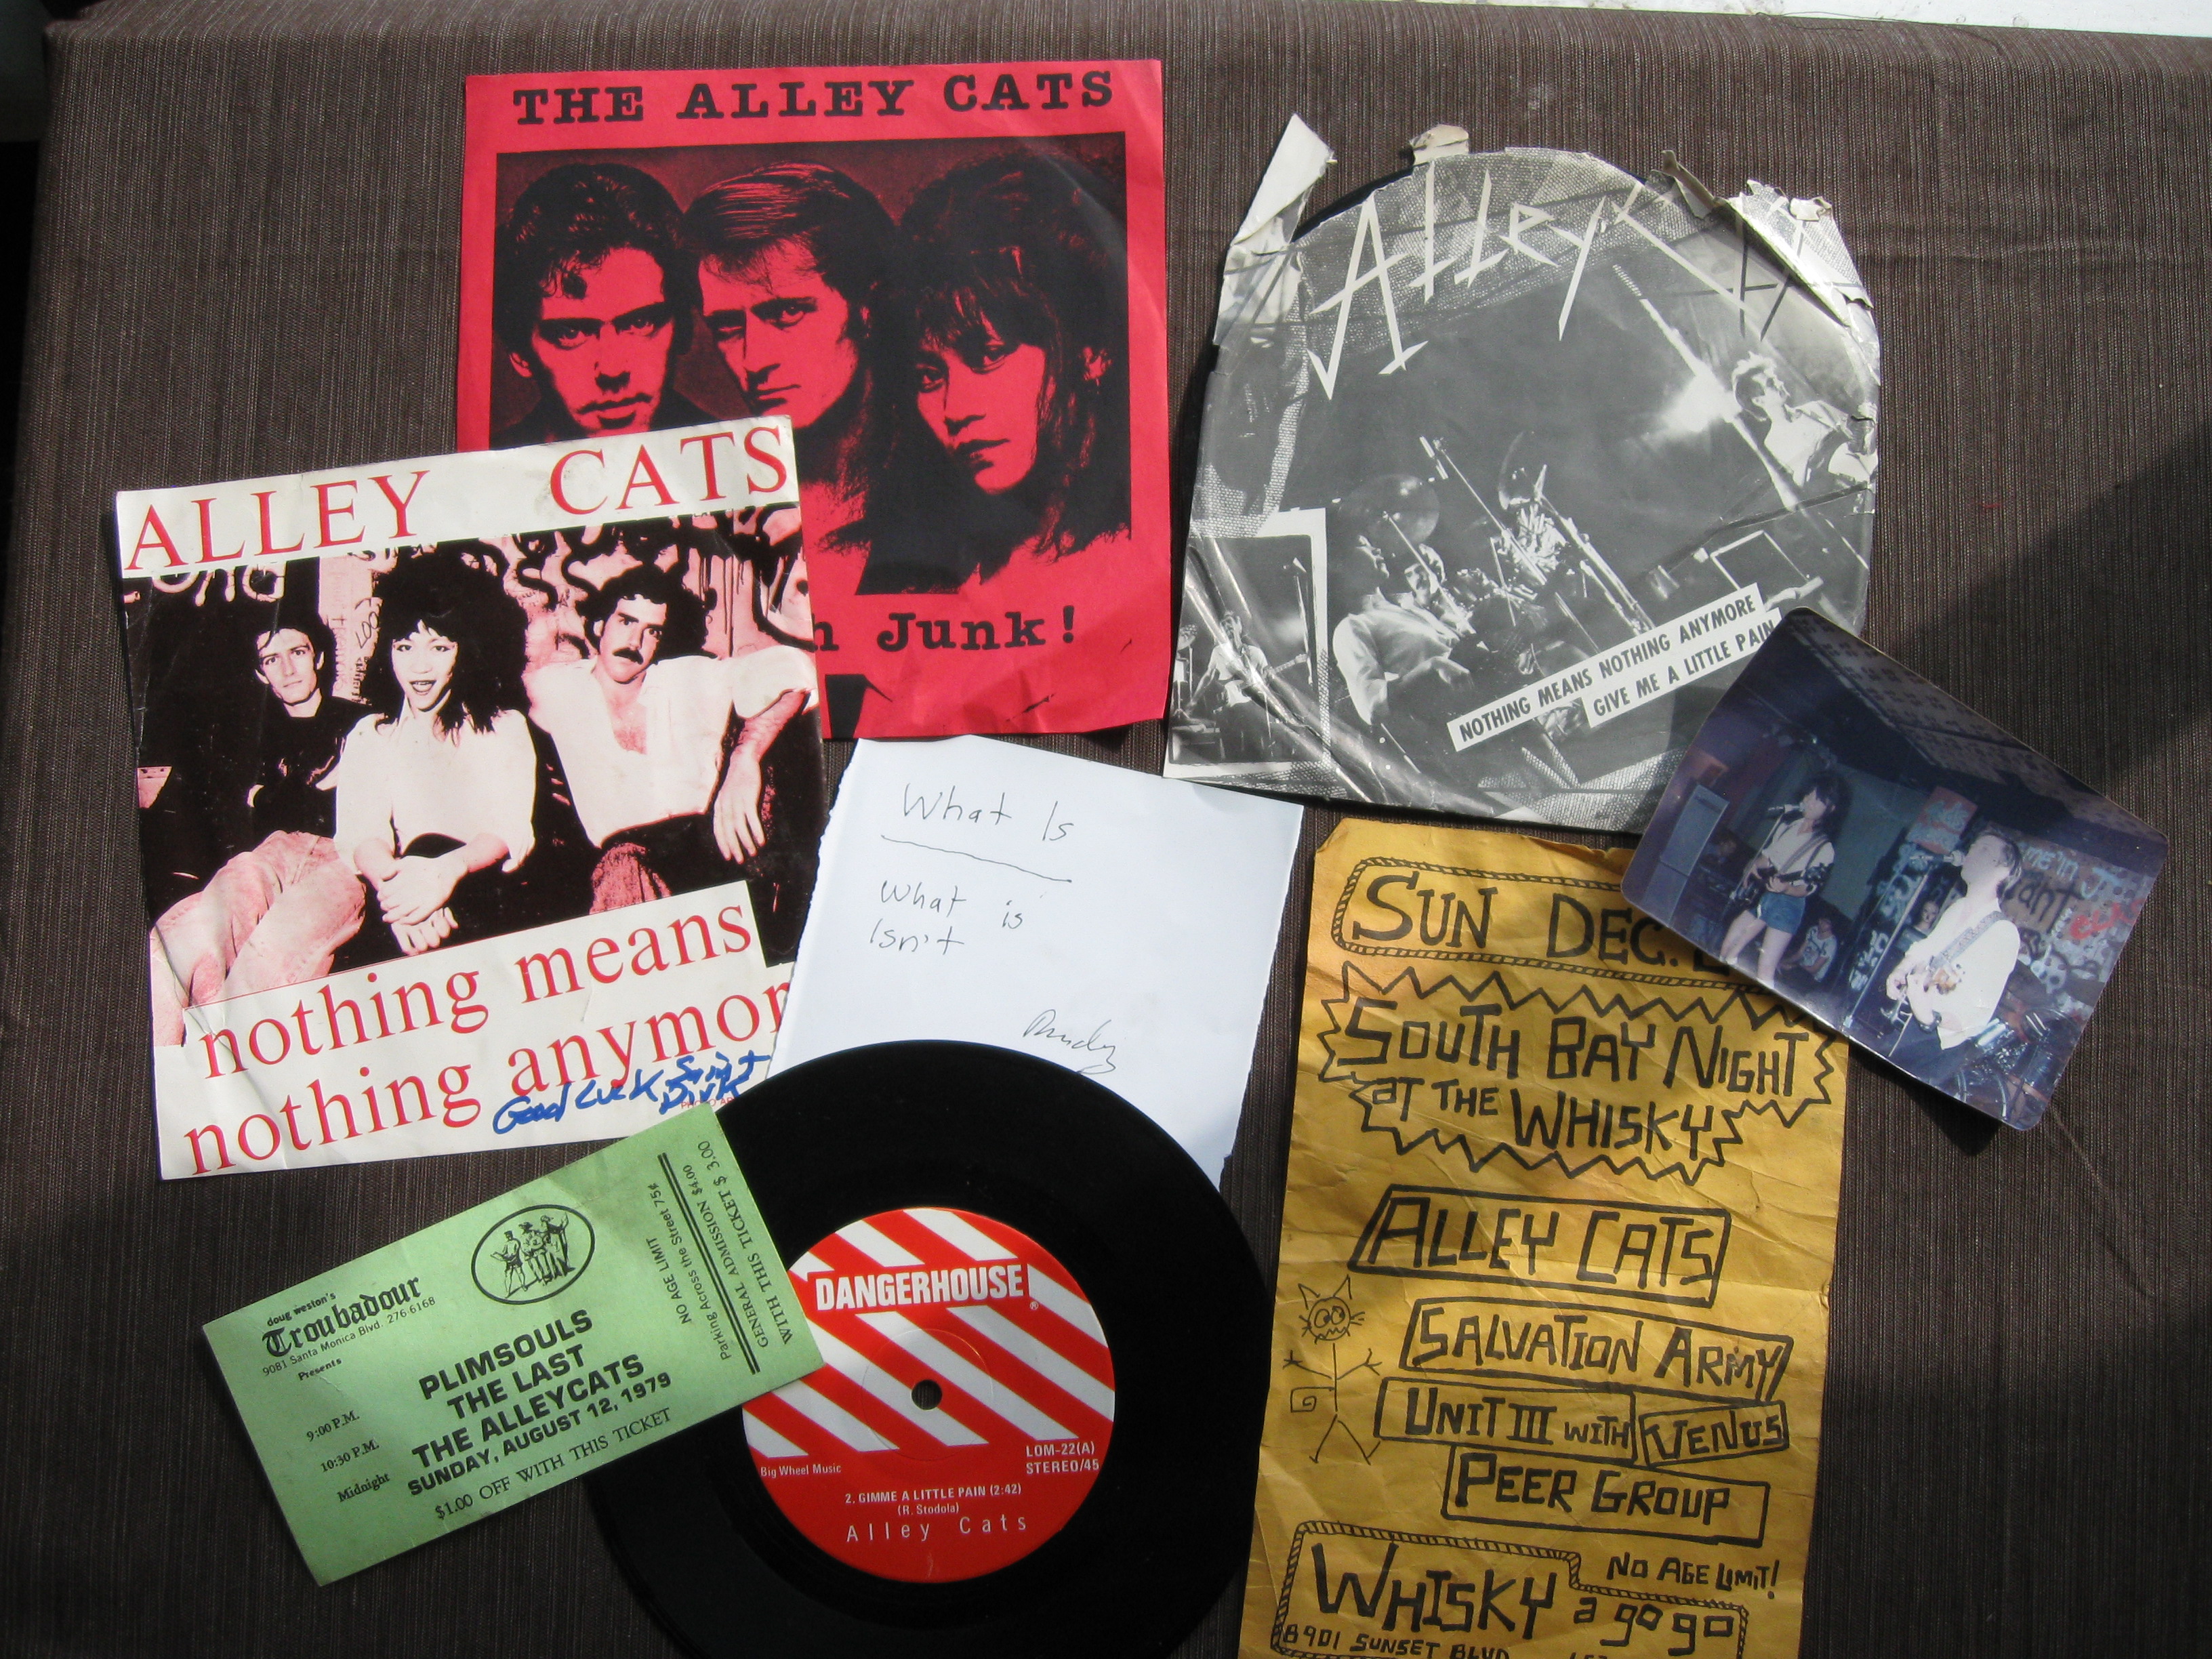 THE ALLEY CATS
Junk!
Alley
NOTHING MEANS NOTHING ANYMORE
GIVE ME A LITTLE PAIN
ALLEY CATS
LOOT
nothing means
nothing anymor
Good Luck Saint
Dirk
What Is
What is
Isn't
Randy
SUN DEC.
SOUTH BAY NIGHT
AT THE WHISKY
ALLEY CATS
SALVATION ARMY
UNIT III WITH VENUS
PEER GROUP
NO AGE LIMIT!
WHISKY a go go
8901 SUNSET BLVD
doug weston's
Troubadour
9081 Santa Monica Blvd. 276-6168
Presents
9:00 P.M. PLIMSOULS
10:30 P.M. THE LAST
Midnight THE ALLEYCATS
SUNDAY, AUGUST 12, 1979
$1.00 OFF WITH THIS TICKET
NO AGE LIMIT
Parking Across the Street 75¢
GENERAL ADMISSION $4.00
WITH THIS TICKET $ 3.00
DANGERHOUSE®
Big Wheel Music
LOM-22(A)
STEREO/45
2. GIMME A LITTLE PAIN (2:42)
(R. Stodola)
Alley Cats